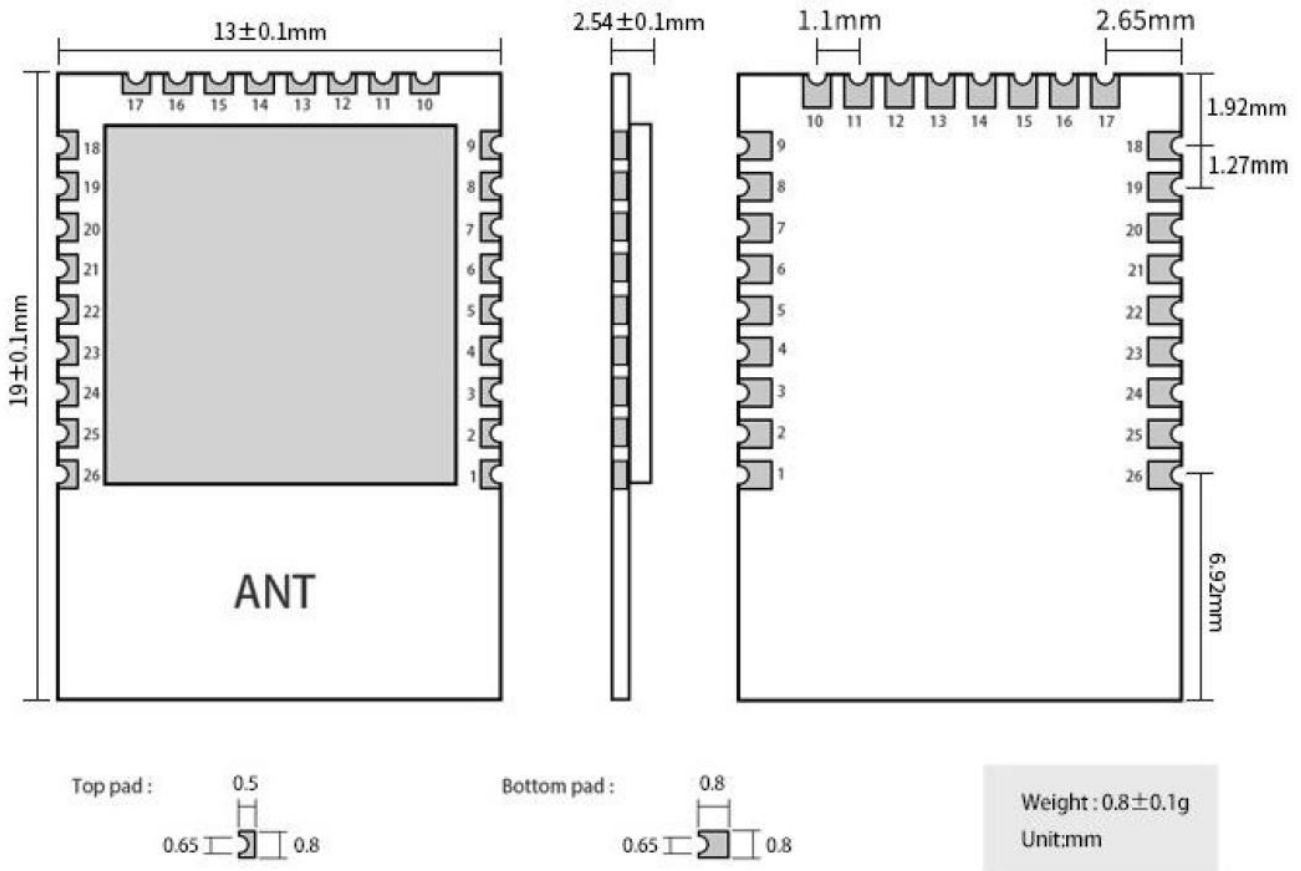 13±0.1mm
2.54±0.1mm
1.1mm
2.65mm
17 16 15 14 13 12 11 10
10 11 12 13 14 15 16 17
1.92mm
18 9
9 18
1.27mm
19 8
8 19
20 7
7 20
21 6
6 21
22 5
5 22
19±0.1mm
23 4
4 23
24 3
3 24
25 2
2 25
26 1
1 26
ANT
6.92mm
Top pad :
0.5
0.65
0.8
Bottom pad :
0.8
0.65
0.8
Weight : 0.8±0.1g
Unit:mm